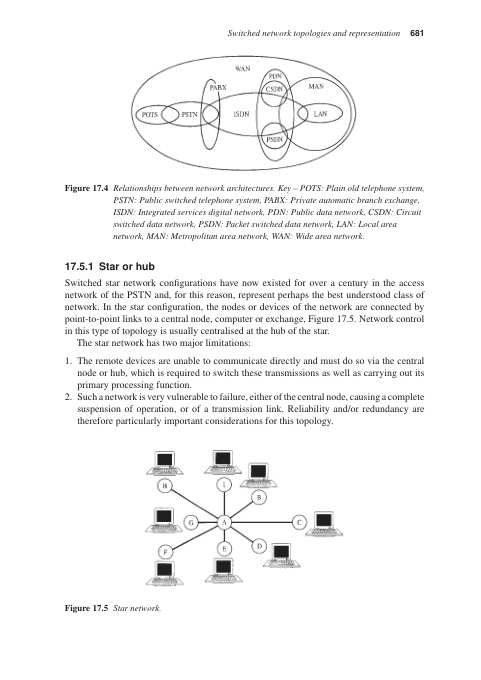 Switched network topologies and representation 681
WAN
PDN
PABX
CSDN
MAN
POTS
PSTN
ISDN
LAN
PSDN
Figure 17.4 Relationships between network architectures. Key – POTS: Plain old telephone system,
PSTN: Public switched telephone system, PABX: Private automatic branch exchange,
ISDN: Integrated services digital network, PDN: Public data network, CSDN: Circuit
switched data network, PSDN: Packet switched data network, LAN: Local area
network, MAN: Metropolitan area network, WAN: Wide area network.
17.5.1 Star or hub
Switched star network configurations have now existed for over a century in the access
network of the PSTN and, for this reason, represent perhaps the best understood class of
network. In the star configuration, the nodes or devices of the network are connected by
point-to-point links to a central node, computer or exchange, Figure 17.5. Network control
in this type of topology is usually centralised at the hub of the star.
The star network has two major limitations:
1. The remote devices are unable to communicate directly and must do so via the central
node or hub, which is required to switch these transmissions as well as carrying out its
primary processing function.
2. Such a network is very vulnerable to failure, either of the central node, causing a complete
suspension of operation, or of a transmission link. Reliability and/or redundancy are
therefore particularly important considerations for this topology.
H
I
B
G
A
C
F
E
D
Figure 17.5 Star network.